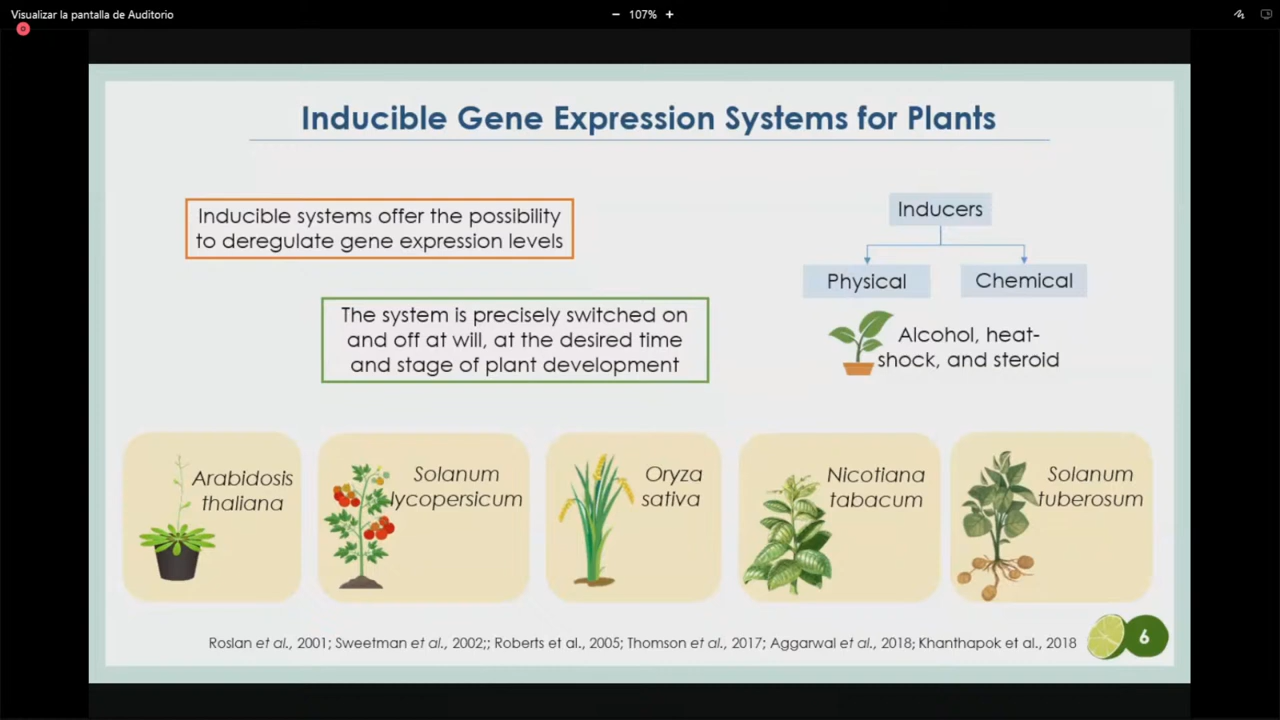 Visualizar la pantalla de Auditorio
− 107% +
Inducible Gene Expression Systems for Plants
Inducible systems offer the possibility
to deregulate gene expression levels
The system is precisely switched on
and off at will, at the desired time
and stage of plant development
Inducers
Physical
Chemical
Alcohol, heat-
shock, and steroid
Arabidosis
thaliana
Solanum
lycopersicum
Oryza
sativa
Nicotiana
tabacum
Solanum
tuberosum
Roslan et al., 2001; Sweetman et al., 2002;; Roberts et al., 2005; Thomson et al., 2017; Aggarwal et al., 2018; Khanthapok et al., 2018
6